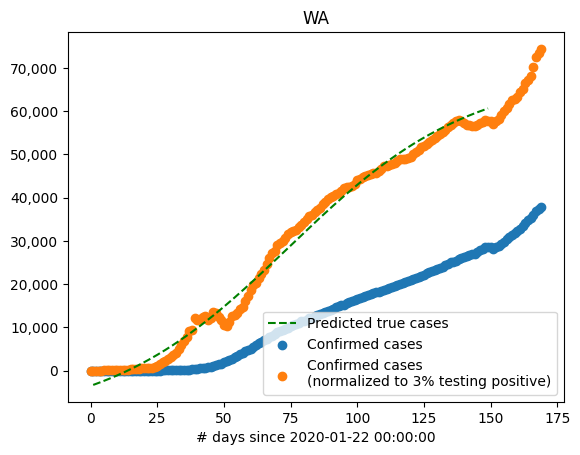 WA
70,000
60,000
50,000
40,000
30,000
20,000
10,000
0
Predicted true cases
Confirmed cases
Confirmed cases
(normalized to 3% testing positive)
0 25 50 75 100 125 150 175
# days since 2020-01-22 00:00:00